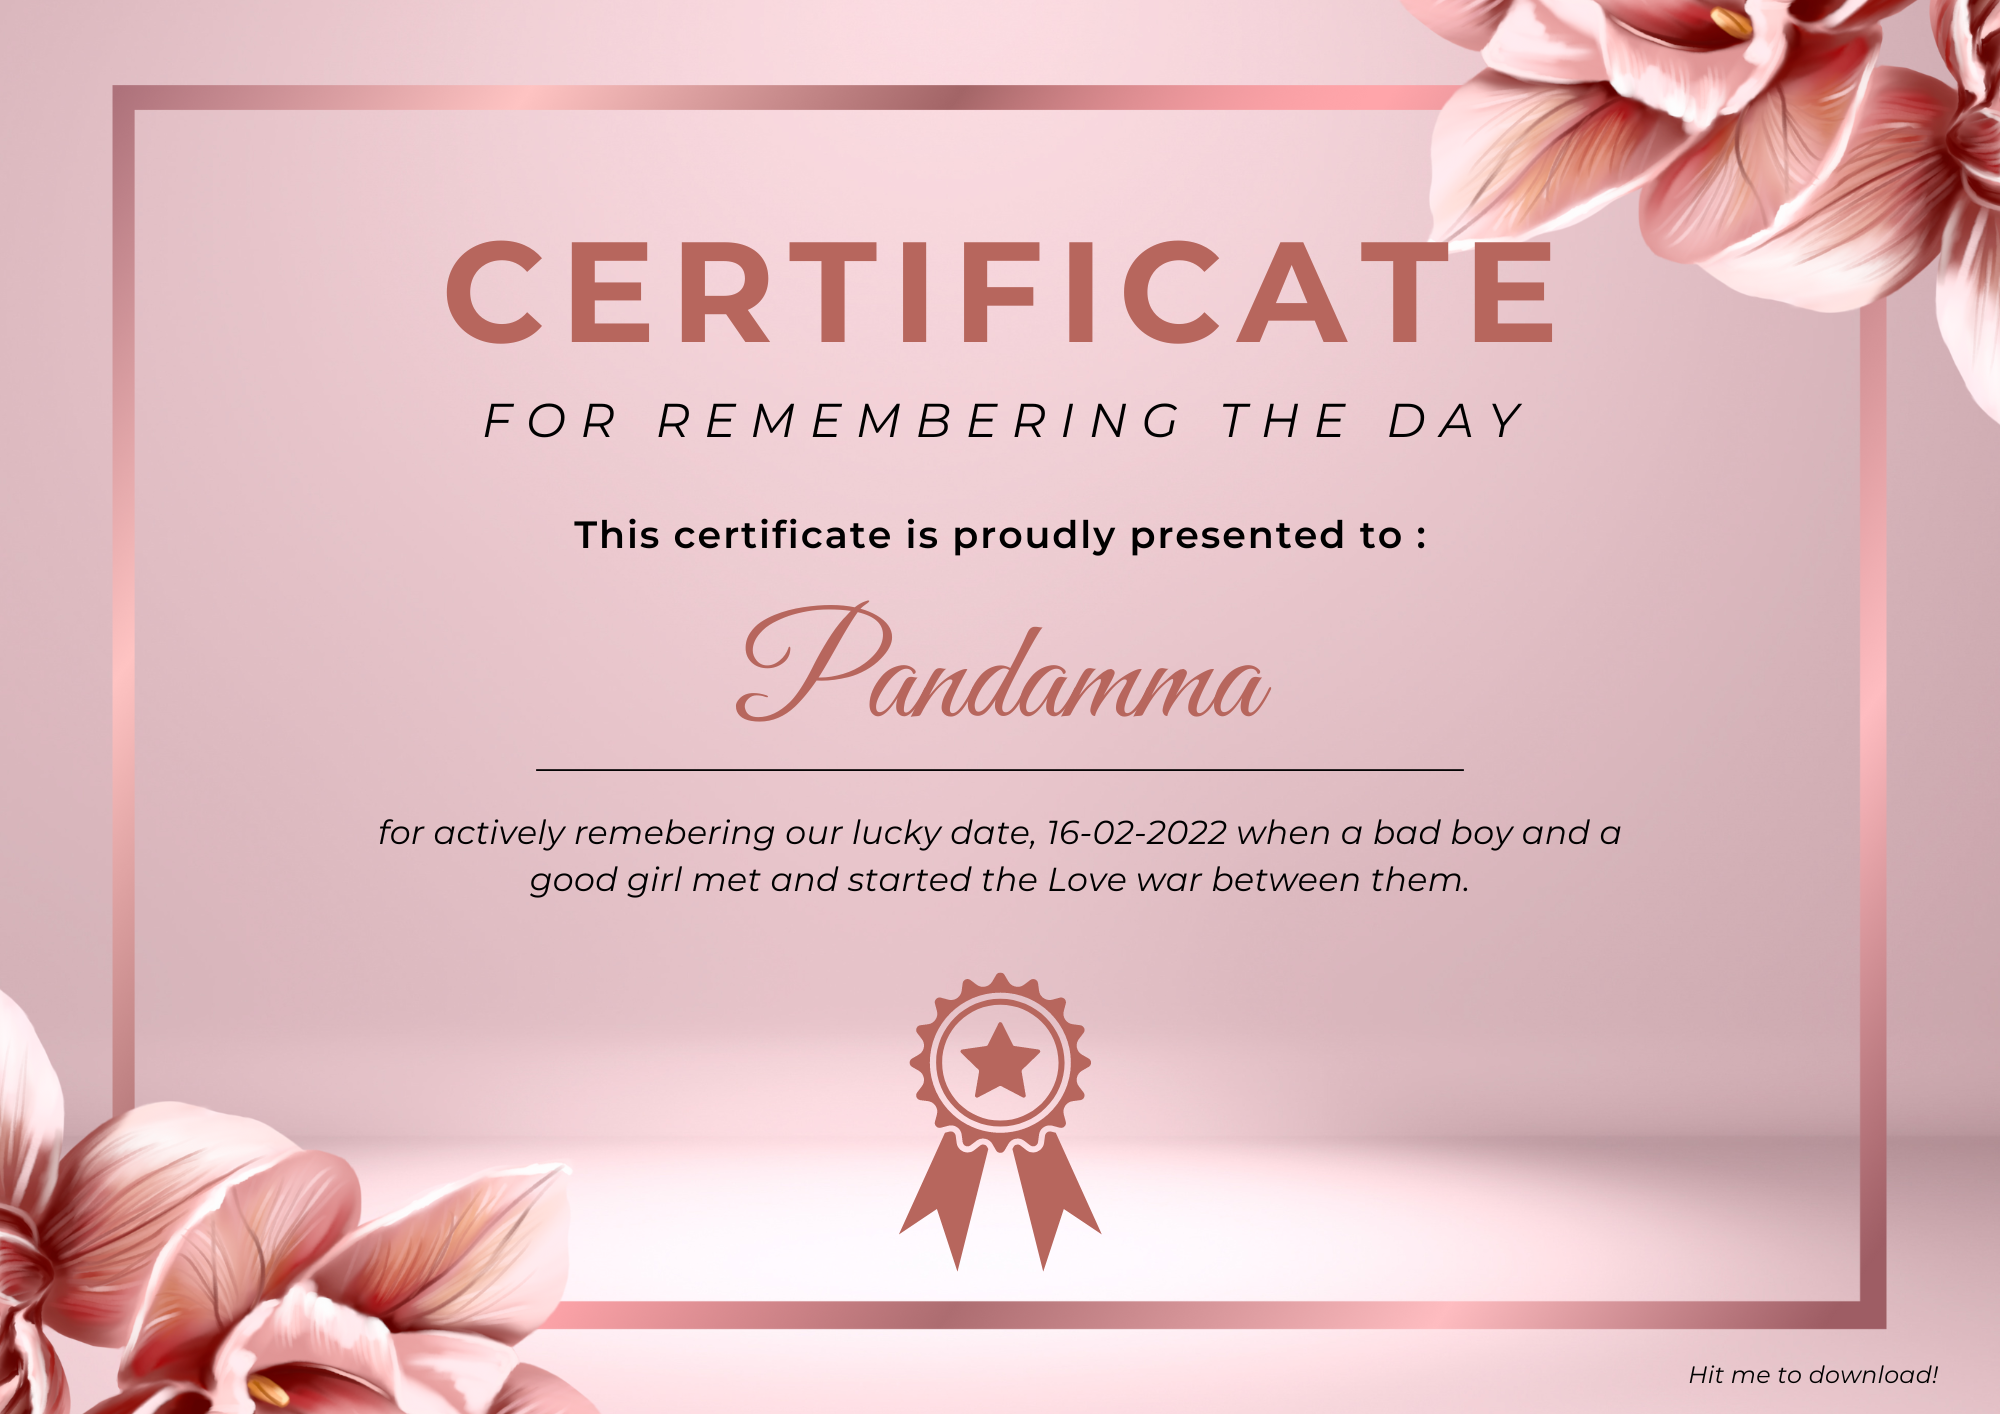 CERTIFICATE
FOR REMEMBERING THE DAY
This certificate is proudly presented to :
Pandamma
for actively remebering our lucky date, 16-02-2022 when a bad boy and a
good girl met and started the Love war between them.
Hit me to download!